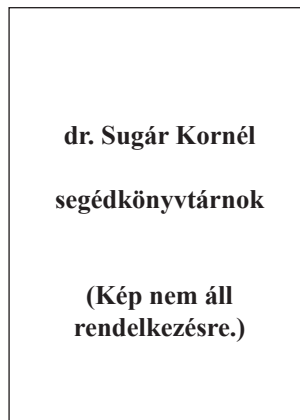 dr. Sugár Kornél
segédkönyvtárnok
(Kép nem áll
rendelkezésre.)